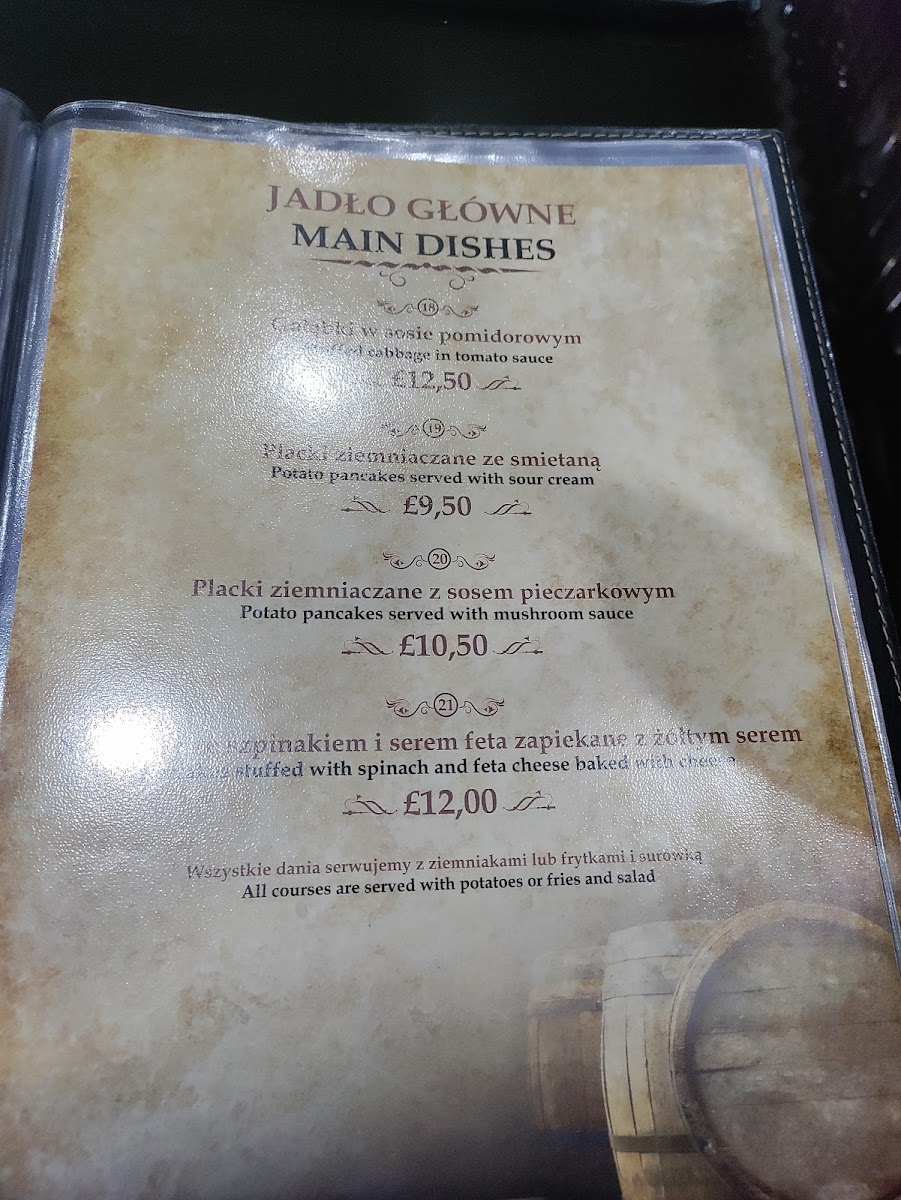 JADŁO GŁÓWNE
MAIN DISHES
18
Gołąbki w sosie pomidorowym
Stuffed cabbage in tomato sauce
£12,50
19
Placki ziemniaczane ze smietaną
Potato pancakes served with sour cream
£9,50
20
Placki ziemniaczane z sosem pieczarkowym
Potato pancakes served with mushroom sauce
£10,50
21
szpinakiem i serem feta zapiekane z żółtym serem
stuffed with spinach and feta cheese baked with cheese
£12,00
Wszystkie dania serwujemy z ziemniakami lub frytkami i surówką
All courses are served with potatoes or fries and salad